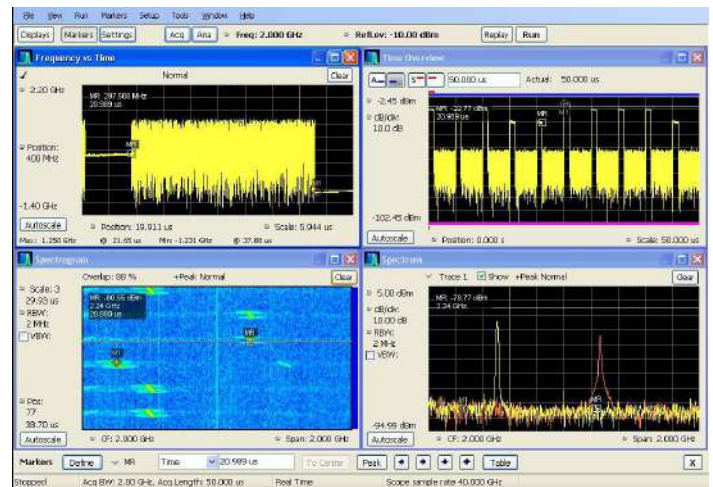 File View Run Markers Setup Tools Window Help
Displays Markers Settings Acq Ana Freq: 2.000 GHz RefLev: -10.00 dBm Replay Run
Frequency vs Time
Normal Clear
2.20 GHz
MR: 297.500 MHz
20.989 us
MR
Position:
400 MHz
-1.40 GHz
Autoscale Position: 19.911 us Scale: 5.944 us
Max: 1.250 GHz @ 21.65 us Min: -1.231 GHz @ 37.88 us
Time Overview
50.000 us Actual: 50.000 us
-2.45 dBm
MR: -22.77 dBm
20.989 us
dB/div:
10.0 dB
MR
M1
-102.45 dBm
Autoscale Position: 0.000 s Scale: 50.000 us
Spectrogram
Overlap: 88 % +Peak Normal Clear
Scale: 3
29.93 us
RBW:
2 MHz
VBW:
2.24 GHz
MR
M1
Pos:
77
38.70 us
Autoscale CF: 2.000 GHz Span: 2.000 GHz
Spectrum
Trace 1 Show +Peak Normal Clear
5.00 dBm
MR: -78.77 dBm
2.24 GHz
dB/div:
10.00 dB
RBW:
2 MHz
VBW:
MR
M1
-94.99 dBm
Autoscale CF: 2.000 GHz Span: 2.000 GHz
Markers Define MR Time 20.989 us To Center Peak Table X
Stopped Acq BW: 2.80 GHz, Acq Length: 50.000 us Real Time Scope sample rate 40.000 GHz